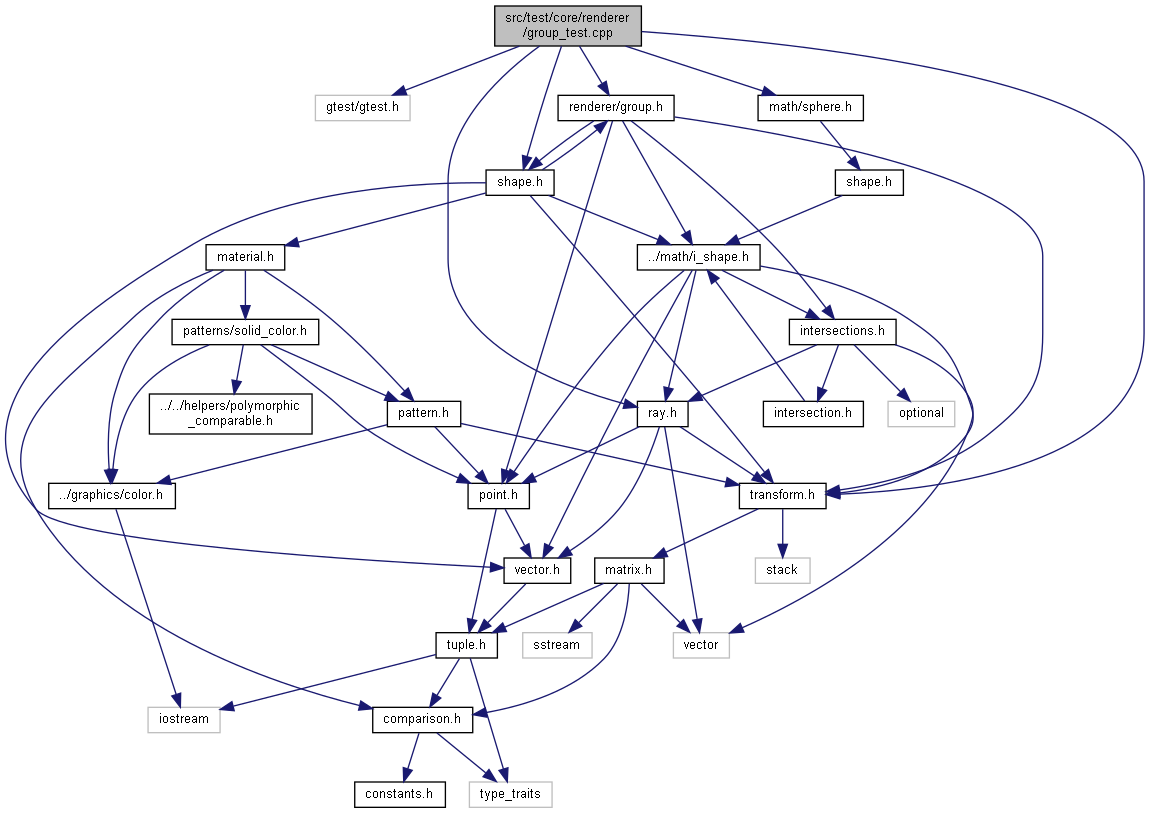 src/test/core/renderer
/group_test.cpp
gtest/gtest.h
renderer/group.h
math/sphere.h
shape.h
shape.h
material.h
../math/i_shape.h
patterns/solid_color.h
intersections.h
../../helpers/polymorphic
_comparable.h
pattern.h
ray.h
intersection.h
optional
../graphics/color.h
point.h
transform.h
vector.h
matrix.h
stack
tuple.h
sstream
vector
iostream
comparison.h
constants.h
type_traits